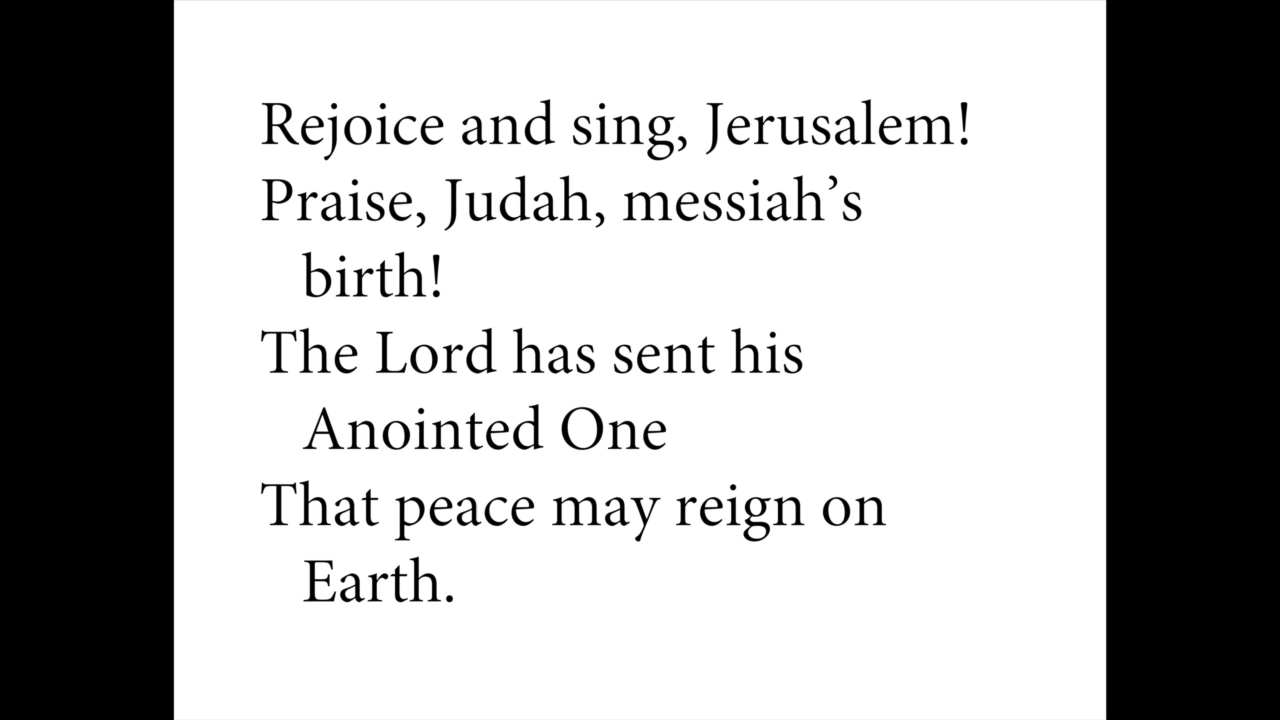 Rejoice and sing, Jerusalem!
Praise, Judah, messiah’s
birth!
The Lord has sent his
Anointed One
That peace may reign on
Earth.